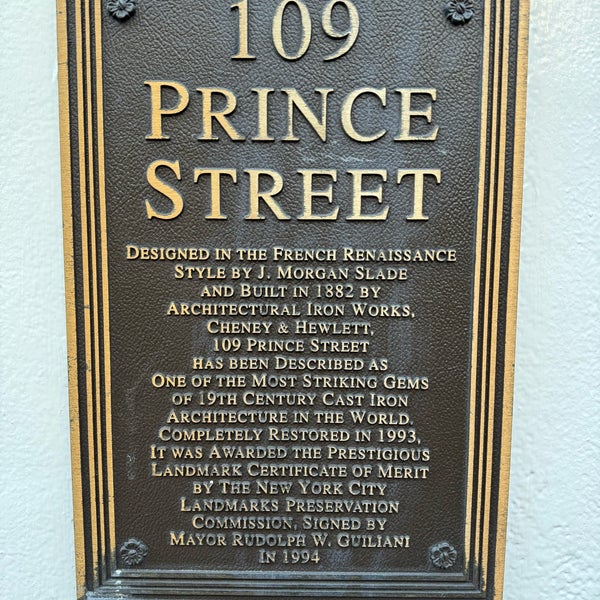 109
PRINCE
STREET
DESIGNED IN THE FRENCH RENAISSANCE
STYLE BY J. MORGAN SLADE
AND BUILT IN 1882 BY
ARCHITECTURAL IRON WORKS,
CHENEY & HEWLETT,
109 PRINCE STREET
HAS BEEN DESCRIBED AS
ONE OF THE MOST STRIKING GEMS
OF 19TH CENTURY CAST IRON
ARCHITECTURE IN THE WORLD.
COMPLETELY RESTORED IN 1993,
IT WAS AWARDED THE PRESTIGIOUS
LANDMARK CERTIFICATE OF MERIT
BY THE NEW YORK CITY
LANDMARKS PRESERVATION
COMMISSION, SIGNED BY
MAYOR RUDOLPH W. GUILIANI
IN 1994